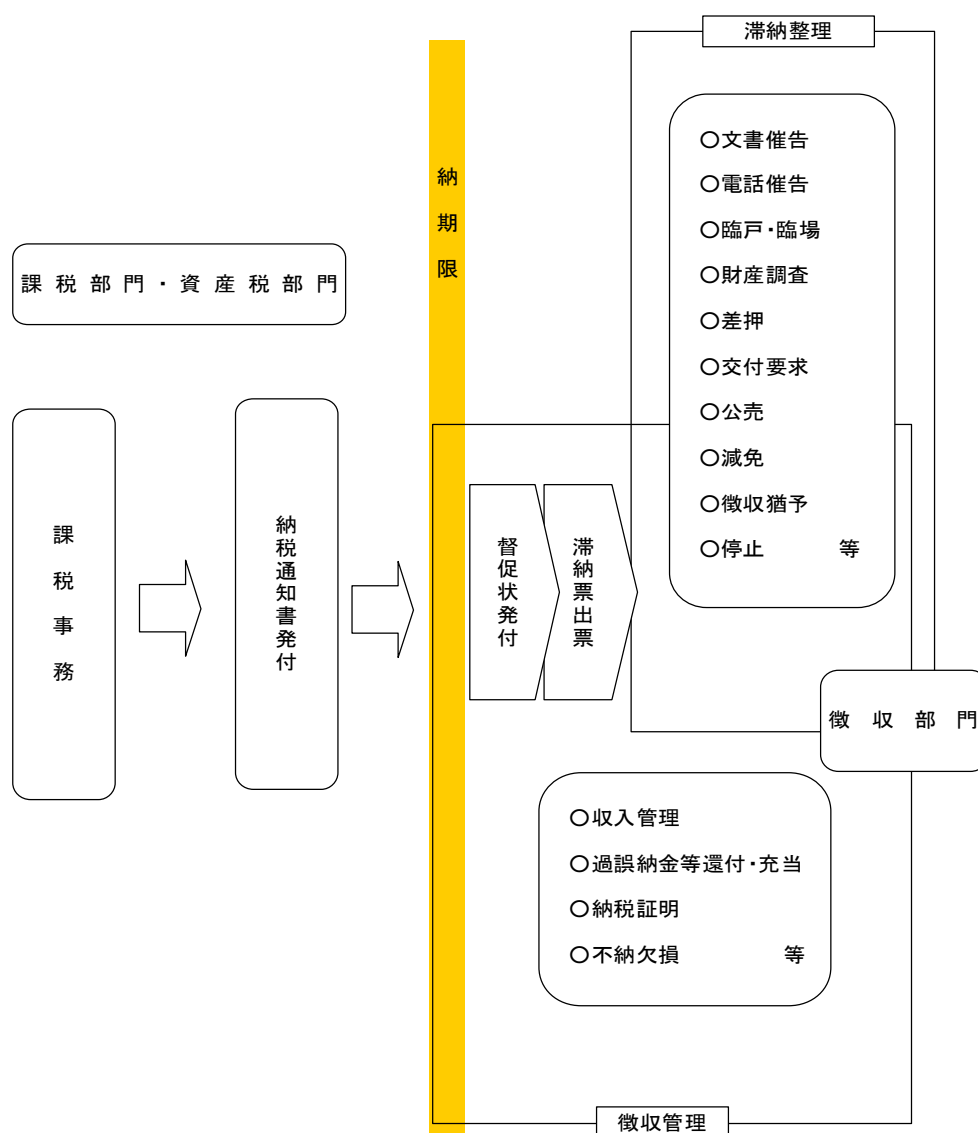 課税部門・資産税部門
課税事務
納税通知書発付
納期限
督促状発付
滞納票出票
滞納整理
○文書催告
○電話催告
○臨戸・臨場
○財産調査
○差押
○交付要求
○公売
○減免
○徴収猶予
○停止 等
徴収部門
○収入管理
○過誤納金等還付・充当
○納税証明
○不納欠損 等
徴収管理